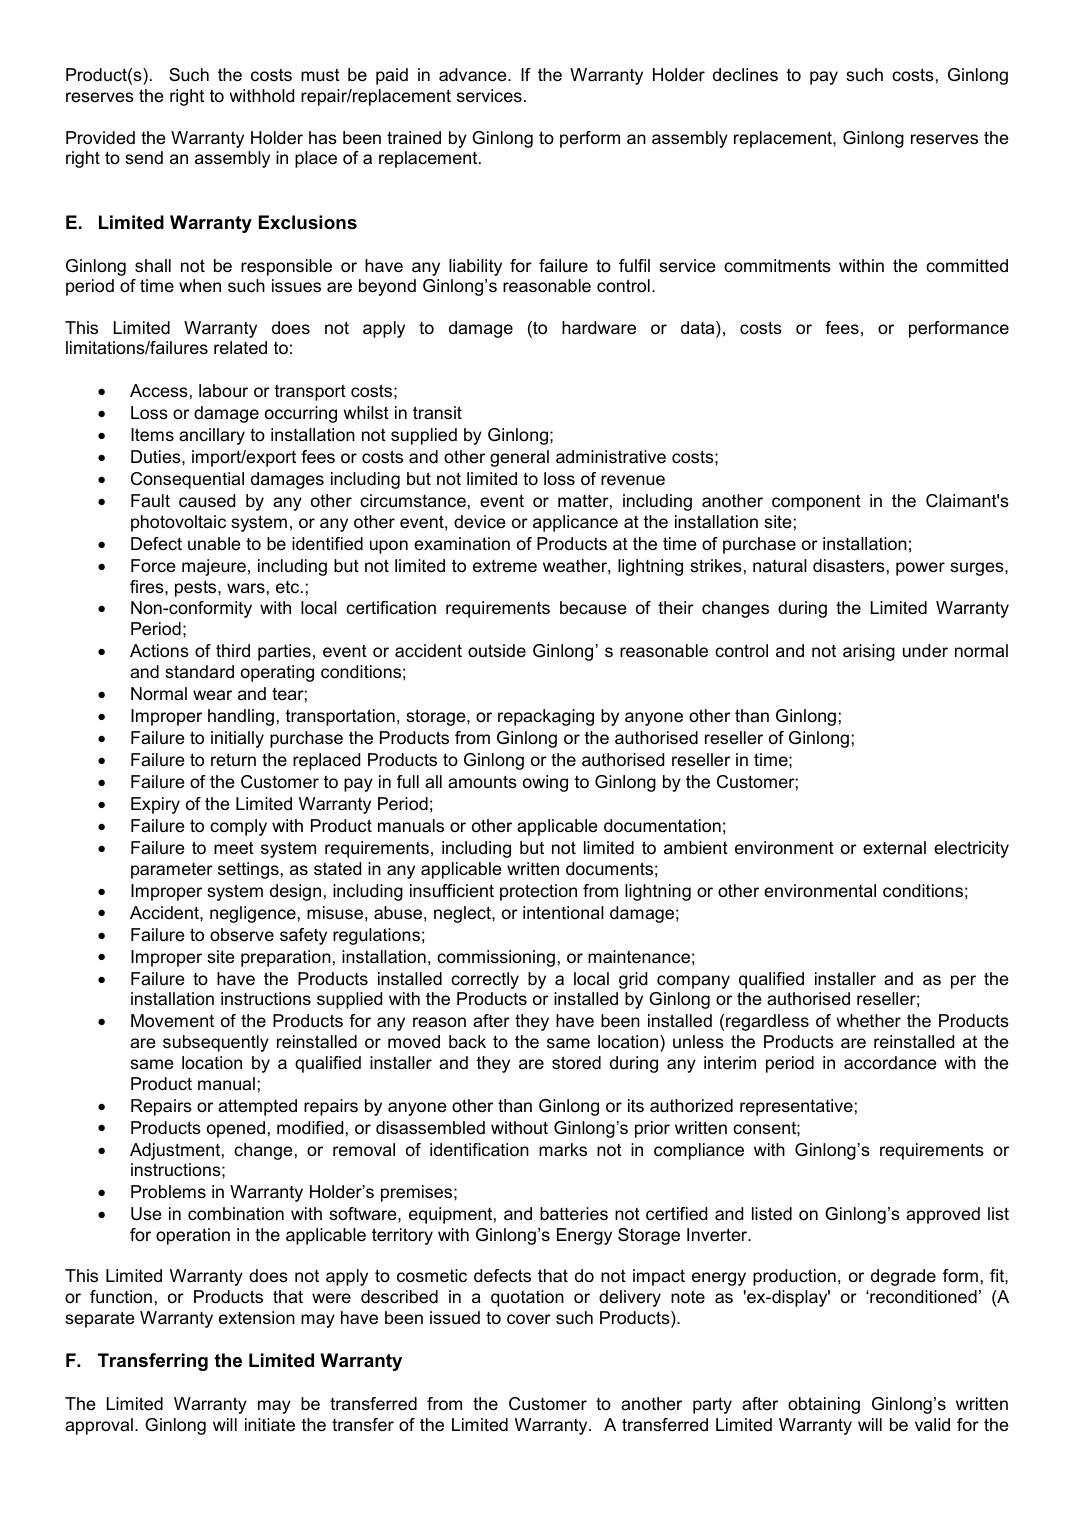 Product(s).  Such the costs must be paid in advance. If the Warranty Holder declines to pay such costs, Ginlong
reserves the right to withhold repair/replacement services.
Provided the Warranty Holder has been trained by Ginlong to perform an assembly replacement, Ginlong reserves the
right to send an assembly in place of a replacement.
E.  Limited Warranty Exclusions
Ginlong shall not be responsible or have any liability for failure to fulfil service commitments within the committed
period of time when such issues are beyond Ginlong’s reasonable control.
This Limited Warranty does not apply to damage (to hardware or data), costs or fees, or performance
limitations/failures related to:
• Access, labour or transport costs;
• Loss or damage occurring whilst in transit
• Items ancillary to installation not supplied by Ginlong;
• Duties, import/export fees or costs and other general administrative costs;
• Consequential damages including but not limited to loss of revenue
• Fault caused by any other circumstance, event or matter, including another component in the Claimant's
photovoltaic system, or any other event, device or applicance at the installation site;
• Defect unable to be identified upon examination of Products at the time of purchase or installation;
• Force majeure, including but not limited to extreme weather, lightning strikes, natural disasters, power surges,
fires, pests, wars, etc.;
• Non-conformity with local certification requirements because of their changes during the Limited Warranty
Period;
• Actions of third parties, event or accident outside Ginlong’ s reasonable control and not arising under normal
and standard operating conditions;
• Normal wear and tear;
• Improper handling, transportation, storage, or repackaging by anyone other than Ginlong;
• Failure to initially purchase the Products from Ginlong or the authorised reseller of Ginlong;
• Failure to return the replaced Products to Ginlong or the authorised reseller in time;
• Failure of the Customer to pay in full all amounts owing to Ginlong by the Customer;
• Expiry of the Limited Warranty Period;
• Failure to comply with Product manuals or other applicable documentation;
• Failure to meet system requirements, including but not limited to ambient environment or external electricity
parameter settings, as stated in any applicable written documents;
• Improper system design, including insufficient protection from lightning or other environmental conditions;
• Accident, negligence, misuse, abuse, neglect, or intentional damage;
• Failure to observe safety regulations;
• Improper site preparation, installation, commissioning, or maintenance;
• Failure to have the Products installed correctly by a local grid company qualified installer and as per the
installation instructions supplied with the Products or installed by Ginlong or the authorised reseller;
• Movement of the Products for any reason after they have been installed (regardless of whether the Products
are subsequently reinstalled or moved back to the same location) unless the Products are reinstalled at the
same location by a qualified installer and they are stored during any interim period in accordance with the
Product manual;
• Repairs or attempted repairs by anyone other than Ginlong or its authorized representative;
• Products opened, modified, or disassembled without Ginlong’s prior written consent;
• Adjustment, change, or removal of identification marks not in compliance with Ginlong’s requirements or
instructions;
• Problems in Warranty Holder’s premises;
• Use in combination with software, equipment, and batteries not certified and listed on Ginlong’s approved list
for operation in the applicable territory with Ginlong’s Energy Storage Inverter.
This Limited Warranty does not apply to cosmetic defects that do not impact energy production, or degrade form, fit,
or function, or Products that were described in a quotation or delivery note as 'ex-display' or ‘reconditioned’ (A
separate Warranty extension may have been issued to cover such Products).
F.  Transferring the Limited Warranty
The Limited Warranty may be transferred from the Customer to another party after obtaining Ginlong’s written
approval. Ginlong will initiate the transfer of the Limited Warranty.  A transferred Limited Warranty will be valid for the